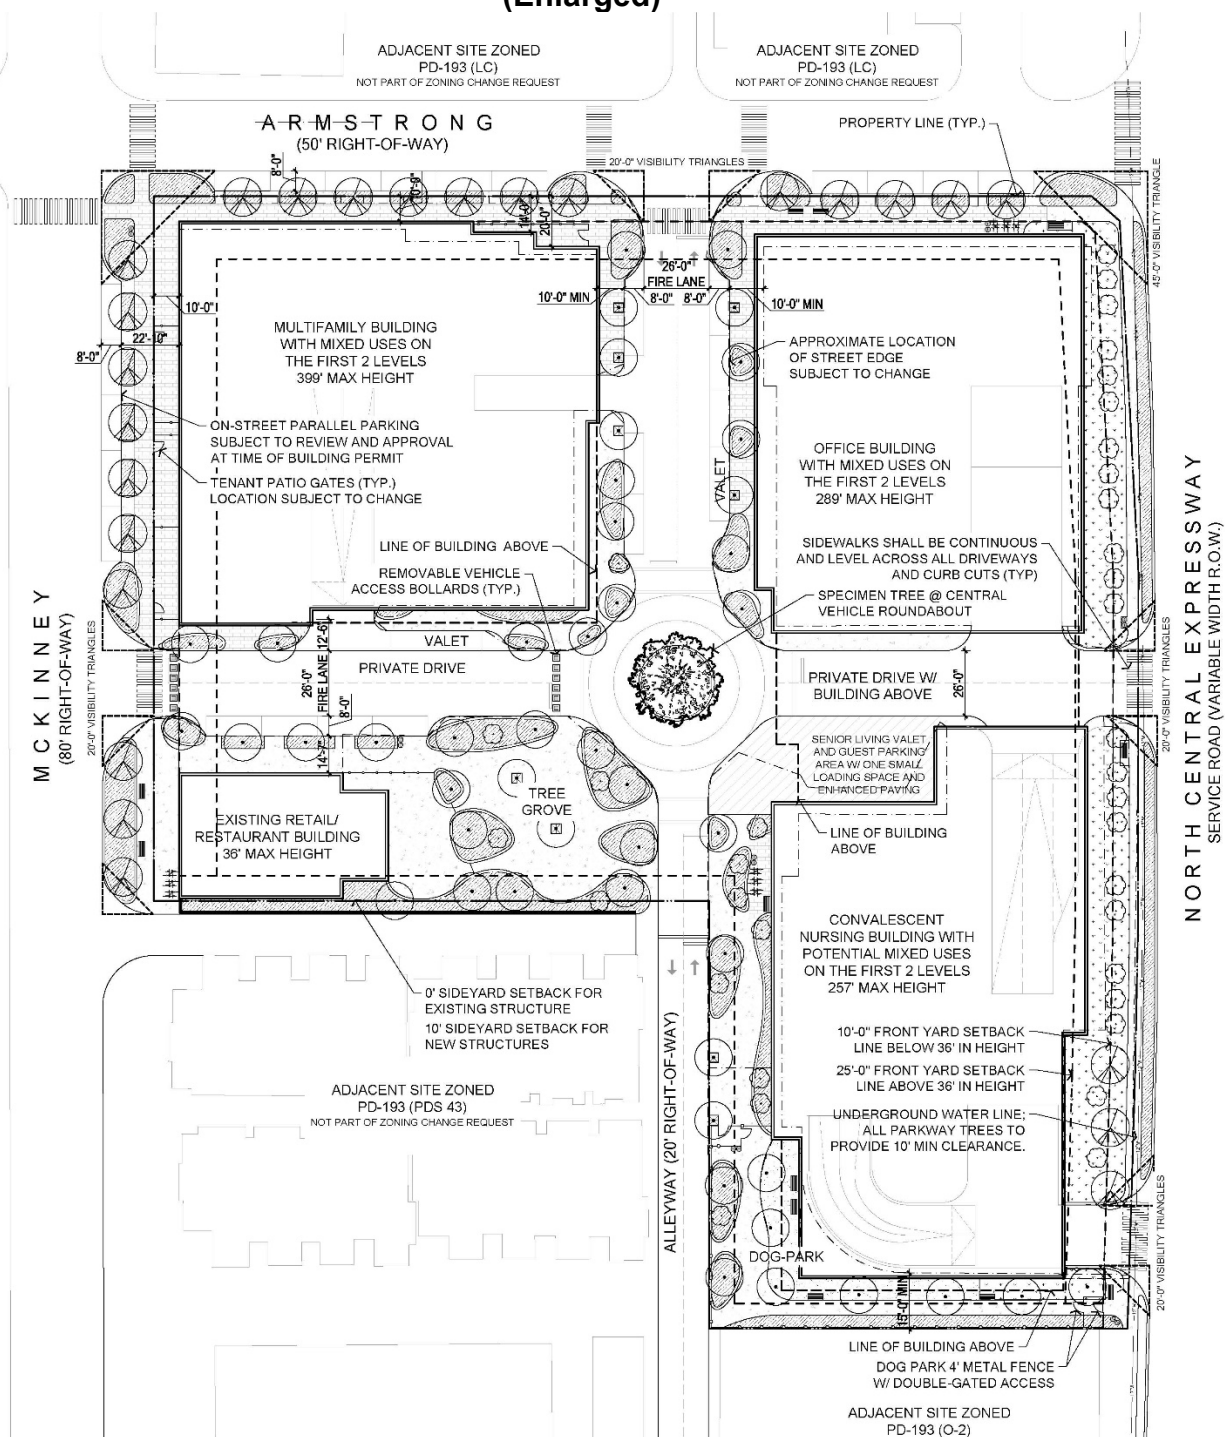 (Enlarged)
ADJACENT SITE ZONED
PD-193 (LC)
NOT PART OF ZONING CHANGE REQUEST
ADJACENT SITE ZONED
PD-193 (LC)
NOT PART OF ZONING CHANGE REQUEST
ARMSTRONG
(50' RIGHT-OF-WAY)
PROPERTY LINE (TYP.)
8'-0"
20'-0" VISIBILITY TRIANGLES
45'-0" VISIBILITY TRIANGLE
20'-0"
26'-0"
FIRE LANE
10'-0" MIN
8'-0"
8'-0"
10'-0" MIN
10'-0"
22'-10"
8'-0"
MULTIFAMILY BUILDING
WITH MIXED USES ON
THE FIRST 2 LEVELS
399' MAX HEIGHT
APPROXIMATE LOCATION
OF STREET EDGE
SUBJECT TO CHANGE
ON-STREET PARALLEL PARKING
SUBJECT TO REVIEW AND APPROVAL
AT TIME OF BUILDING PERMIT
TENANT PATIO GATES (TYP.)
LOCATION SUBJECT TO CHANGE
OFFICE BUILDING
WITH MIXED USES ON
THE FIRST 2 LEVELS
289' MAX HEIGHT
VALET
LINE OF BUILDING ABOVE
REMOVABLE VEHICLE
ACCESS BOLLARDS (TYP.)
SIDEWALKS SHALL BE CONTINUOUS
AND LEVEL ACROSS ALL DRIVEWAYS
AND CURB CUTS (TYP)
SPECIMEN TREE @ CENTRAL
VEHICLE ROUNDABOUT
MCKINNEY
(80' RIGHT-OF-WAY)
20'-0" VISIBILITY TRIANGLES
VALET
PRIVATE DRIVE
26'-0"
FIRE LANE
12'-6"
8'-0"
14'-7"
PRIVATE DRIVE W/
BUILDING ABOVE
26'-0"
20'-0" VISIBILITY TRIANGLES
NORTH CENTRAL EXPRESSWAY
SERVICE ROAD (VARIABLE WIDTH R.O.W.)
SENIOR LIVING VALET
AND GUEST PARKING
AREA W/ ONE SMALL
LOADING SPACE AND
ENHANCED PAVING
TREE
GROVE
EXISTING RETAIL/
RESTAURANT BUILDING
36' MAX HEIGHT
LINE OF BUILDING
ABOVE
CONVALESCENT
NURSING BUILDING WITH
POTENTIAL MIXED USES
ON THE FIRST 2 LEVELS
257' MAX HEIGHT
0' SIDEYARD SETBACK FOR
EXISTING STRUCTURE
10' SIDEYARD SETBACK FOR
NEW STRUCTURES
10'-0" FRONT YARD SETBACK
LINE BELOW 36' IN HEIGHT
25'-0" FRONT YARD SETBACK
LINE ABOVE 36' IN HEIGHT
ADJACENT SITE ZONED
PD-193 (PDS 43)
NOT PART OF ZONING CHANGE REQUEST
UNDERGROUND WATER LINE;
ALL PARKWAY TREES TO
PROVIDE 10' MIN CLEARANCE.
ALLEYWAY (20' RIGHT-OF-WAY)
20'-0" VISIBILITY TRIANGLES
DOG PARK
15'-0" MIN
LINE OF BUILDING ABOVE
DOG PARK 4' METAL FENCE
W/ DOUBLE-GATED ACCESS
ADJACENT SITE ZONED
PD-193 (O-2)